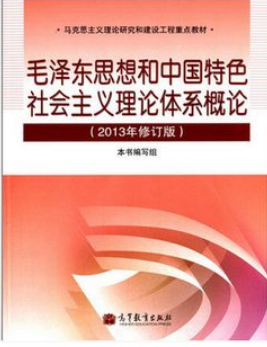 · 马克思主义理论研究和建设工程重点教材 ·
毛泽东思想和中国特色
社会主义理论体系概论
(2013年修订版)
本书编写组
高等教育出版社
HIGHER EDUCATION PRESS